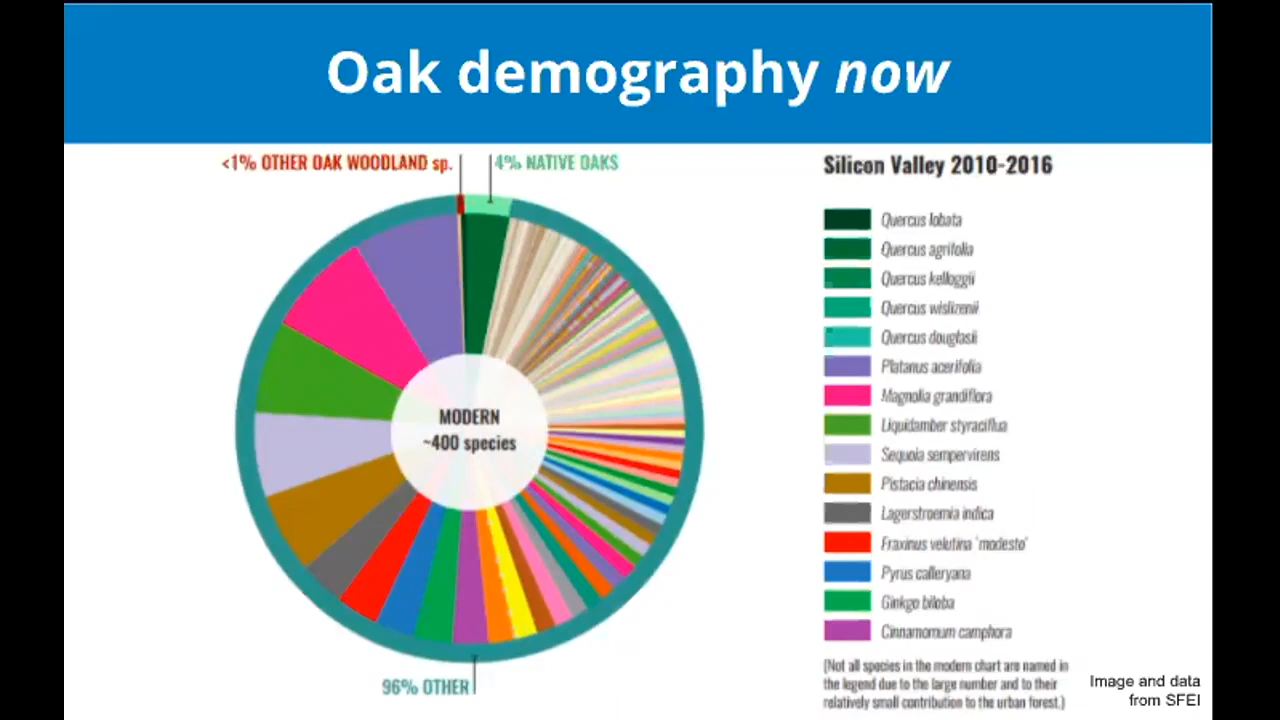 Oak demography now
<1% OTHER OAK WOODLAND sp.
4% NATIVE OAKS
MODERN
~400 species
96% OTHER
Silicon Valley 2010-2016
Quercus lobata
Quercus agrifolia
Quercus kelloggii
Quercus wislizenii
Quercus douglasii
Platanus acerifolia
Magnolia grandiflora
Liquidamber styraciflua
Sequoia sempervirens
Pistacia chinensis
Lagerstroemia indica
Fraxinus velutina 'modesto'
Pyrus calleryana
Ginkgo biloba
Cinnamomum camphora
(Not all species in the modern chart are named in
the legend due to the large number and to their
relatively small contribution to the urban forest.)
Image and data
from SFEI